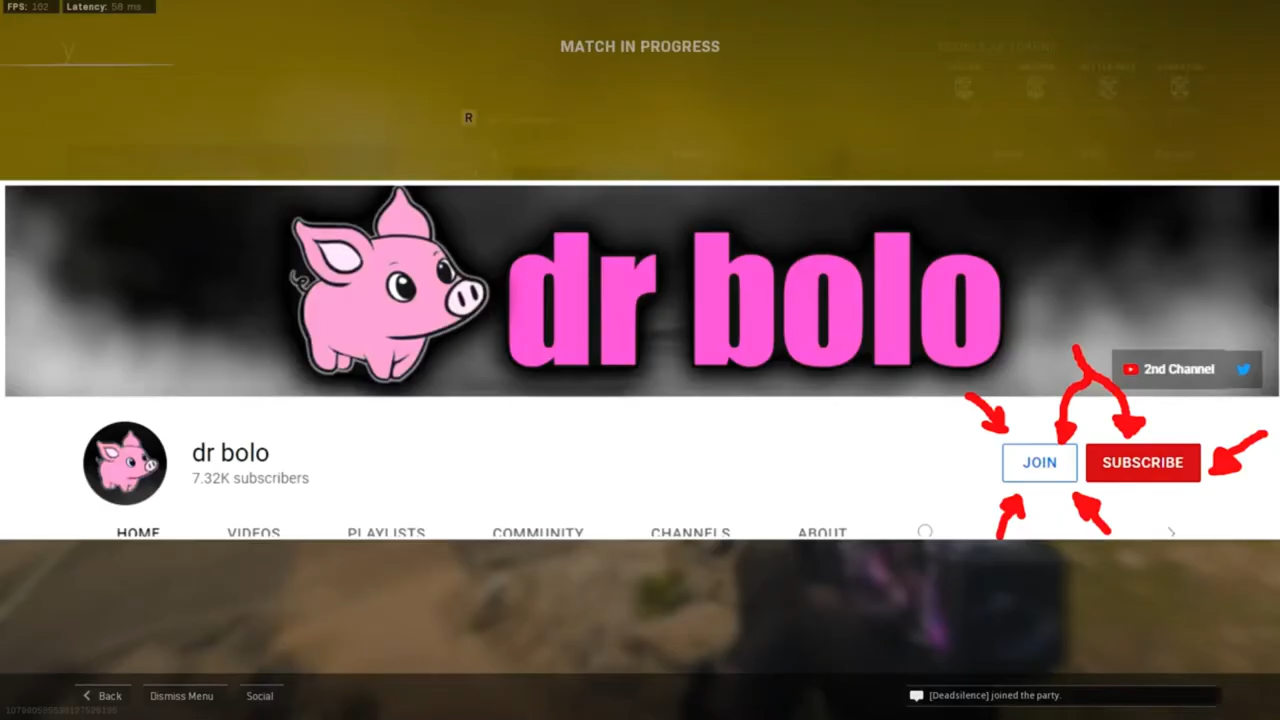 FPS: 102 Latency: 58 ms
y
MATCH IN PROGRESS
R
dr bolo
2nd Channel
dr bolo
7.32K subscribers
JOIN
SUBSCRIBE
HOME VIDEOS PLAYLISTS COMMUNITY CHANNELS ABOUT
Back Dismiss Menu Social
[Deadsilence] joined the party.